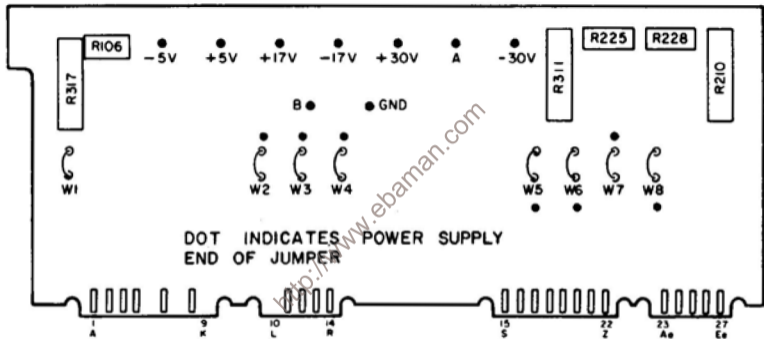 R106 R225 R228
-5V +5V +17V -17V +30V A -30V
R317 R311 R210
B GND
W1 W2 W3 W4 W5 W6 W7 W8
DOT INDICATES POWER SUPPLY
END OF JUMPER
http://www.ebaman.com
1 9 10 14 15 22 23 27
A K L R S Z Aa Ee